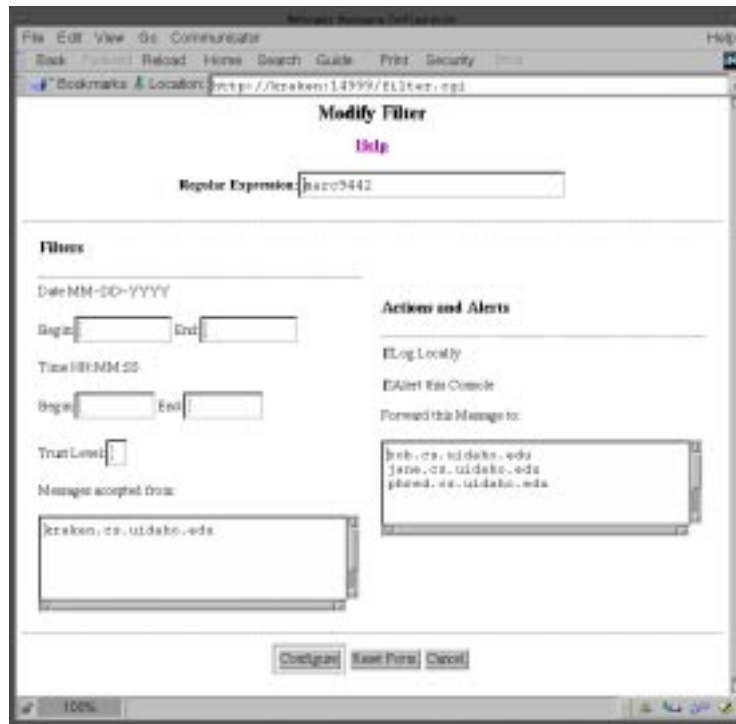 File Edit View Go Communicator Help
Back Forward Reload Home Search Guide Print Security Stop
Bookmarks Location: http://kraken:14999/filter.cgi
Modify Filter
Help
Regular Expression: marc9442
Filters
Date MM-DD-YYYY
Begin End
Time HH:MM:SS
Begin End
Trust Level:
Messages accepted from:
kraken.cs.uidaho.edu
Actions and Alerts
Log Locally
Alert this Console
Forward this Message to:
bob.cs.uidaho.edu
jane.cs.uidaho.edu
phred.cs.uidaho.edu
Configure Reset Form Cancel
100%